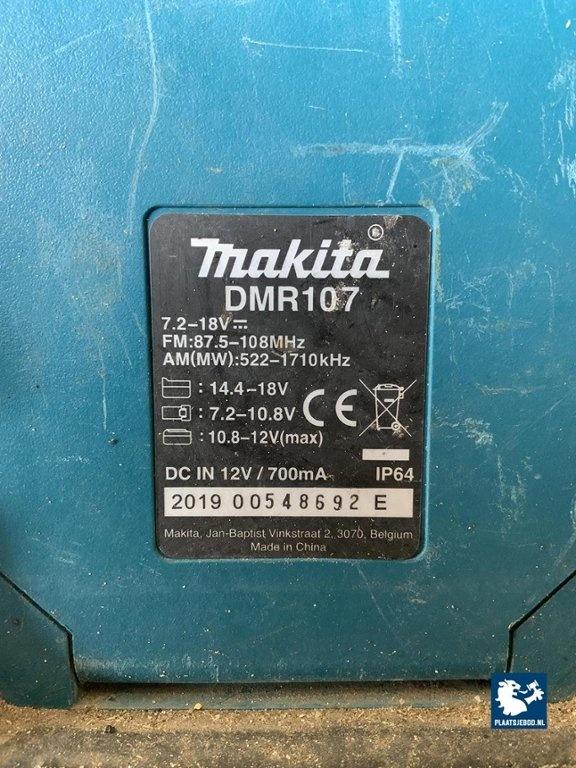 makita®
DMR107
7.2–18V⎓
FM:87.5–108MHz
AM(MW):522–1710kHz
: 14.4–18V
: 7.2–10.8V
: 10.8–12V(max)
CE
DC IN 12V / 700mA
IP64
2019 00548692 E
Makita, Jan-Baptist Vinkstraat 2, 3070, Belgium
Made in China
PLAATSJEBOD.NL